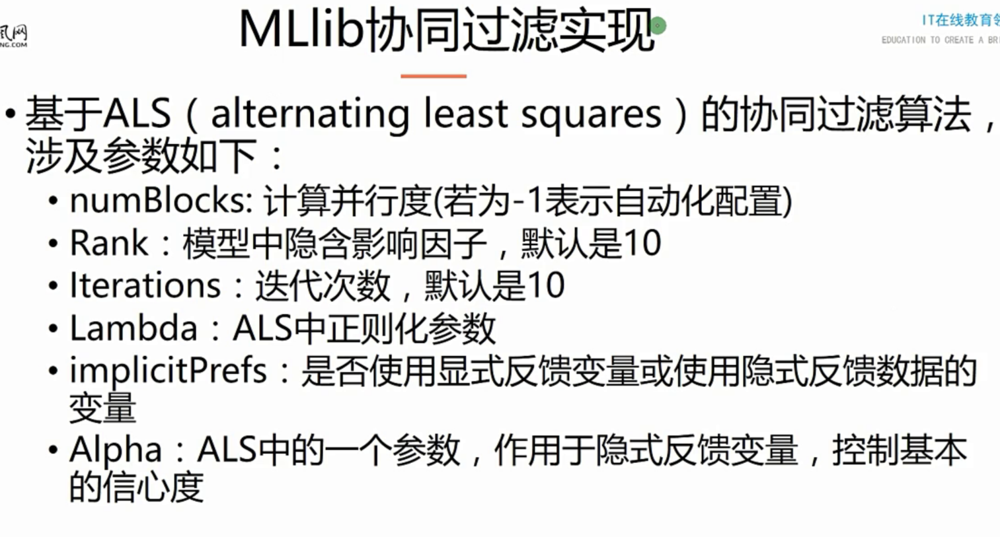 MLlib协同过滤实现
风网
NG.COM
IT在线教育
EDUCATION TO CREATE A
• 基于ALS（alternating least squares）的协同过滤算法，
涉及参数如下：
• numBlocks: 计算并行度(若为-1表示自动化配置)
• Rank：模型中隐含影响因子，默认是10
• Iterations：迭代次数，默认是10
• Lambda：ALS中正则化参数
• implicitPrefs：是否使用显式反馈变量或使用隐式反馈数据的
变量
• Alpha：ALS中的一个参数，作用于隐式反馈变量，控制基本
的信心度